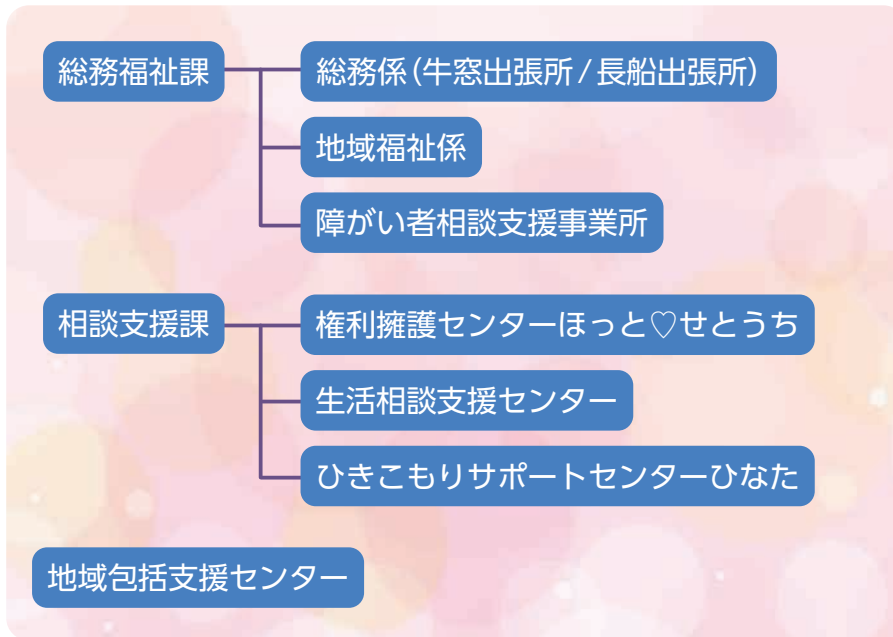 総務福祉課
総務係(牛窓出張所/長船出張所)
地域福祉係
障がい者相談支援事業所
相談支援課
権利擁護センターほっと♡せとうち
生活相談支援センター
ひきこもりサポートセンターひなた
地域包括支援センター